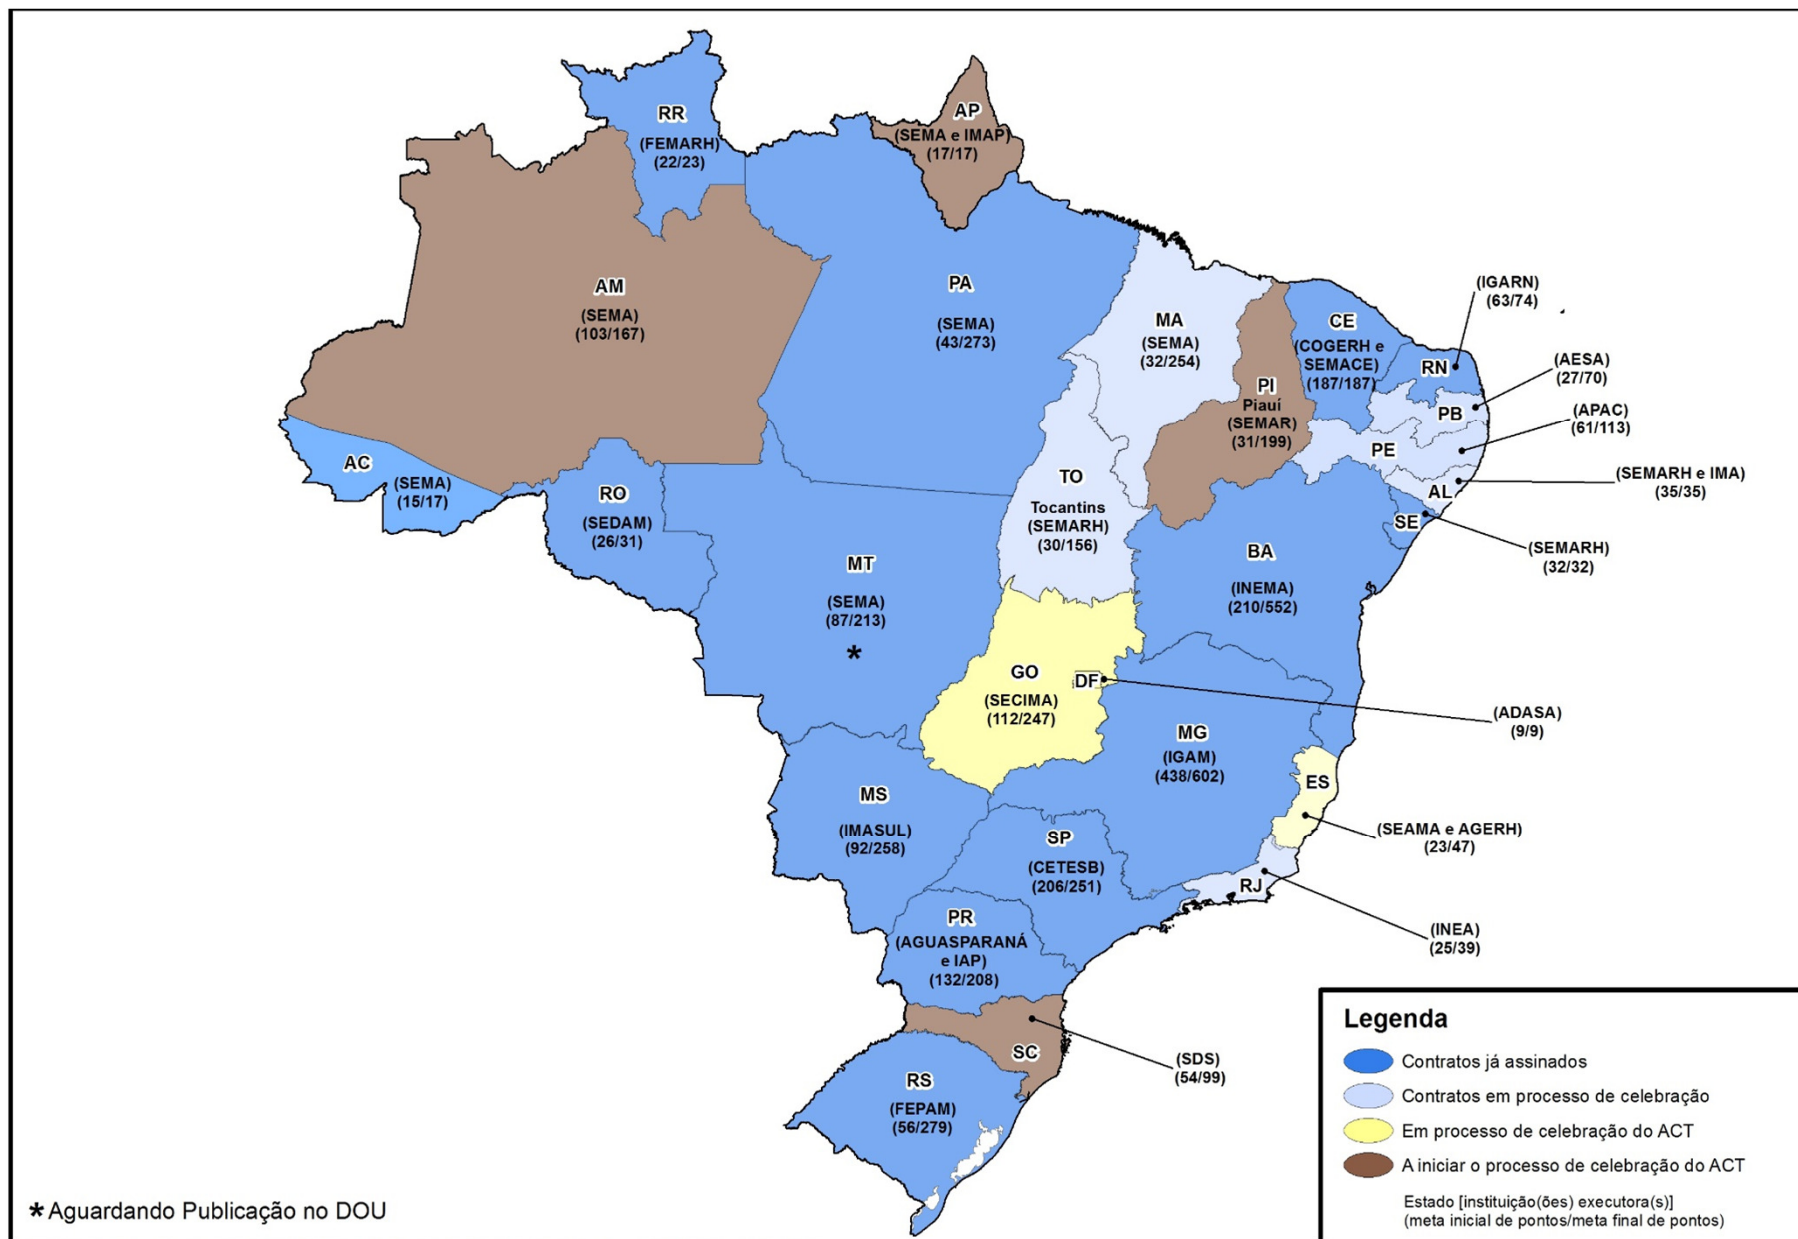 RR
(FEMARH)
(22/23)
AP
(SEMA e IMAP)
(17/17)
AM
(SEMA)
(103/167)
PA
(SEMA)
(43/273)
MA
(SEMA)
(32/254)
PI
Piauí
(SEMAR)
(31/199)
CE
(COGERH e
SEMACE)
(187/187)
RN
(IGARN)
(63/74)
PB
(AESA)
(27/70)
PE
(APAC)
(61/113)
AL
(SEMARH e IMA)
(35/35)
SE
(SEMARH)
(32/32)
AC
(SEMA)
(15/17)
RO
(SEDAM)
(26/31)
MT
(SEMA)
(87/213)
*
TO
Tocantins
(SEMARH)
(30/156)
BA
(INEMA)
(210/552)
GO
(SECIMA)
(112/247)
DF
(ADASA)
(9/9)
MG
(IGAM)
(438/602)
ES
(SEAMA e AGERH)
(23/47)
MS
(IMASUL)
(92/258)
SP
(CETESB)
(206/251)
RJ
(INEA)
(25/39)
PR
(AGUASPARANÁ
e IAP)
(132/208)
SC
(SDS)
(54/99)
RS
(FEPAM)
(56/279)
Legenda
Contratos já assinados
Contratos em processo de celebração
Em processo de celebração do ACT
A iniciar o processo de celebração do ACT
Estado [instituição(ões) executora(s)]
(meta inicial de pontos/meta final de pontos)
* Aguardando Publicação no DOU